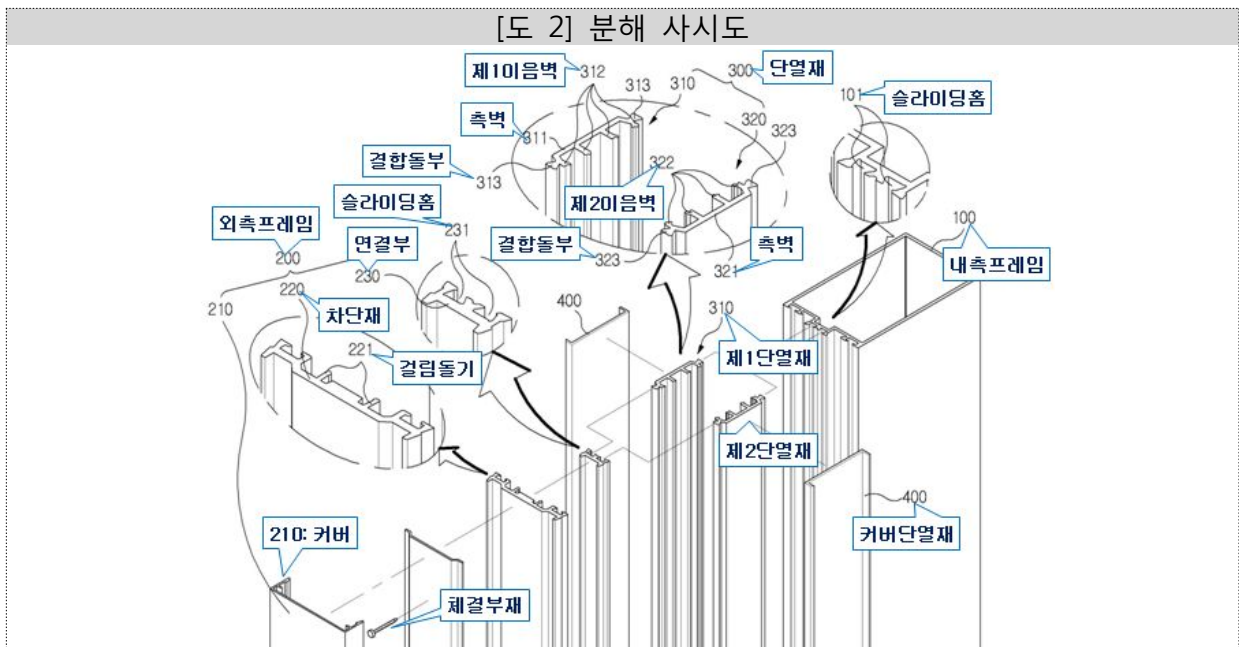 [도 2] 분해 사시도
제1이음벽
312
300
단열재
313
310
101
슬라이딩홈
측벽
311
320
323
결합돌부
313
322
슬라이딩홈
제2이음벽
외측프레임
231
200
연결부
결합돌부
측벽
100
230
323
321
내측프레임
210
220
차단재
400
310
221
걸림돌기
제1단열재
제2단열재
400
210: 커버
커버단열재
체결부재